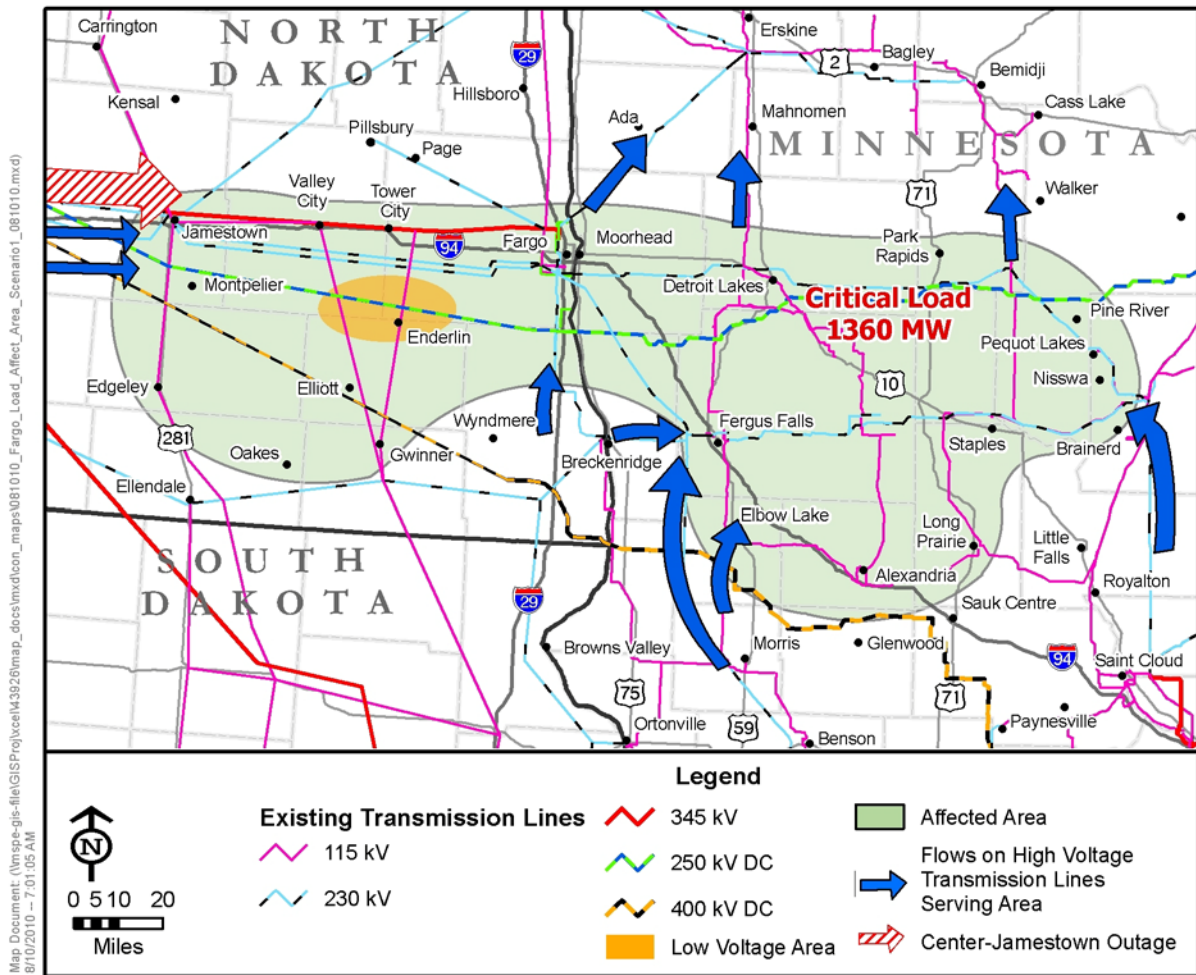 Carrington
NORTH
DAKOTA
29
Erskine
2
Bagley
Bemidji
Kensal
Hillsboro
Ada
Mahnomen
Cass Lake
Pillsbury
Page
MINNESOTA
Valley
City
Tower
City
71
Walker
Jamestown
94
Fargo
Moorhead
Park
Rapids
Montpelier
Detroit Lakes
Critical Load
1360 MW
Pine River
Enderlin
Pequot Lakes
Edgeley
Elliott
10
Nisswa
281
Wyndmere
Fergus Falls
Staples
Brainerd
Oakes
Gwinner
Breckenridge
Ellendale
Elbow Lake
Long
Prairie
Little
Falls
SOUTH
DAKOTA
29
Alexandria
Royalton
Sauk Centre
Browns Valley
Morris
Glenwood
94
Saint Cloud
75
71
Ortonville
59
Benson
Paynesville
Legend
N
0 5 10 20
Miles
Existing Transmission Lines
115 kV
230 kV
345 kV
250 kV DC
400 kV DC
Low Voltage Area
Affected Area
Flows on High Voltage
Transmission Lines
Serving Area
Center-Jamestown Outage
Map Document: (\\mspe-gis-file\GISProj\xcel\43926\map_docs\mxd\con_maps\081010_Fargo_Load_Affect_Area_Scenario1_081010.mxd)
8/10/2010 -- 7:01:05 AM